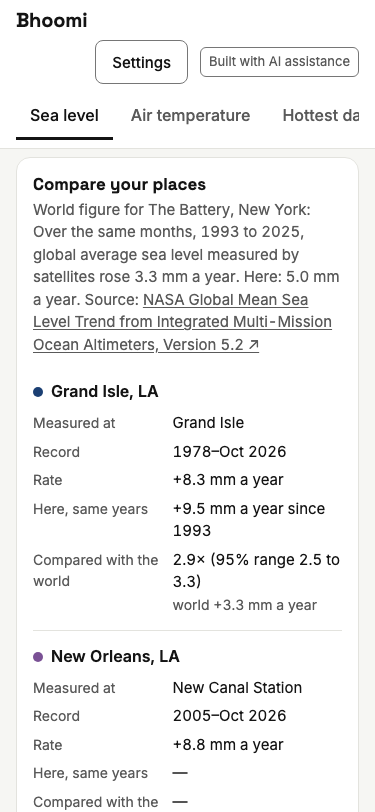 Bhoomi
Settings
Built with AI assistance
Sea level
Air temperature
Hottest da
Compare your places
World figure for The Battery, New York:
Over the same months, 1993 to 2025,
global average sea level measured by
satellites rose 3.3 mm a year. Here: 5.0 mm
a year. Source: NASA Global Mean Sea
Level Trend from Integrated Multi-Mission
Ocean Altimeters, Version 5.2 ↗
Grand Isle, LA
Measured at Grand Isle
Record 1978–Oct 2026
Rate +8.3 mm a year
Here, same years +9.5 mm a year since
1993
Compared with the 2.9× (95% range 2.5 to
world 3.3)
world +3.3 mm a year
New Orleans, LA
Measured at New Canal Station
Record 2005–Oct 2026
Rate +8.8 mm a year
Here, same years —
Compared with the —